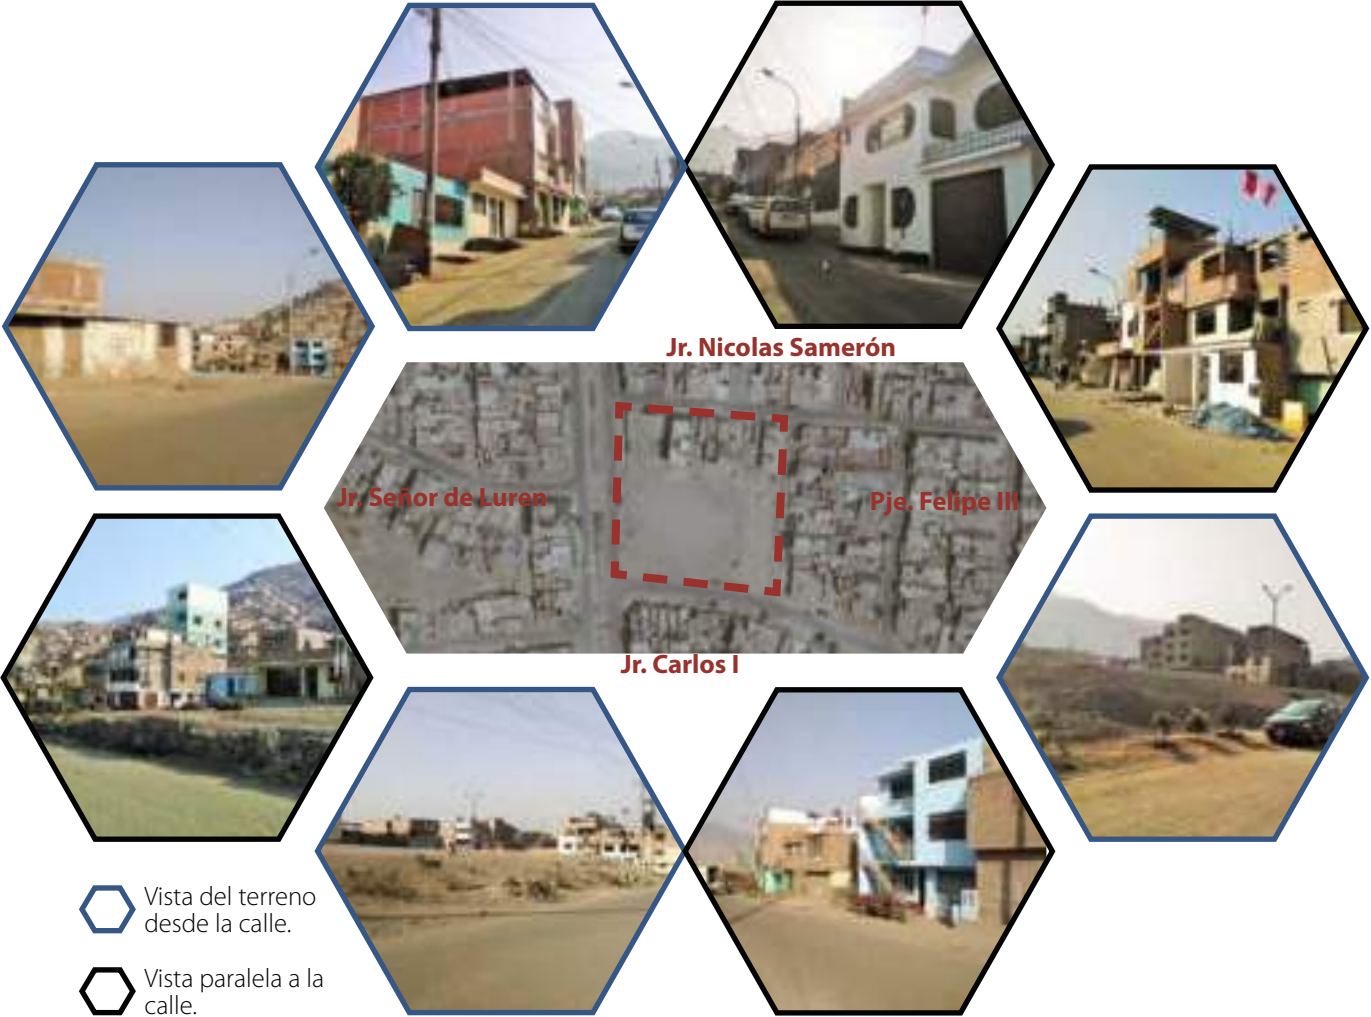 Jr. Nicolas Samerón
Jr. Señor de Luren
Pje. Felipe III
Jr. Carlos I
Vista del terreno
desde la calle.
Vista paralela a la
calle.